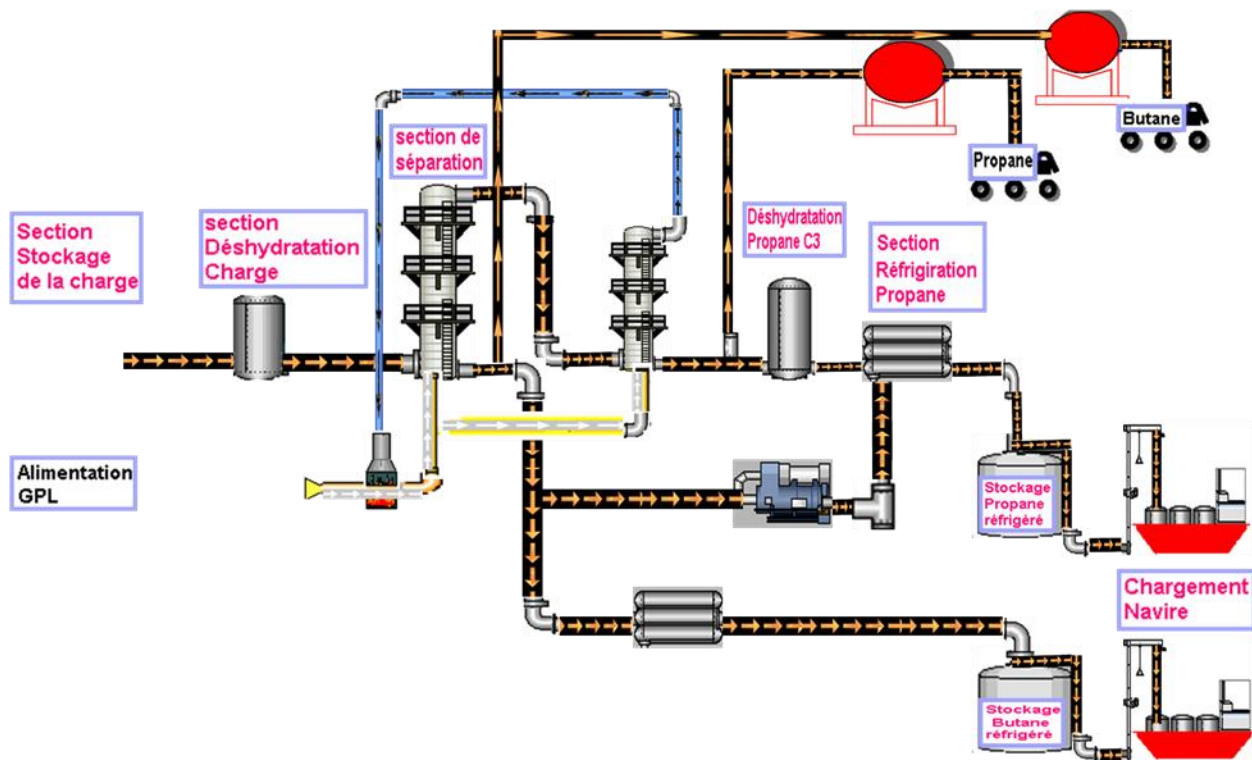 Butane
Propane
section de
séparation
Section
Stockage
de la charge
section
Déshydratation
Charge
Déshydratation
Propane C3
Section
Réfrigiration
Propane
Alimentation
GPL
Stockage
Propane
réfrigéré
Chargement
Navire
Stockage
Butane
réfrigéré